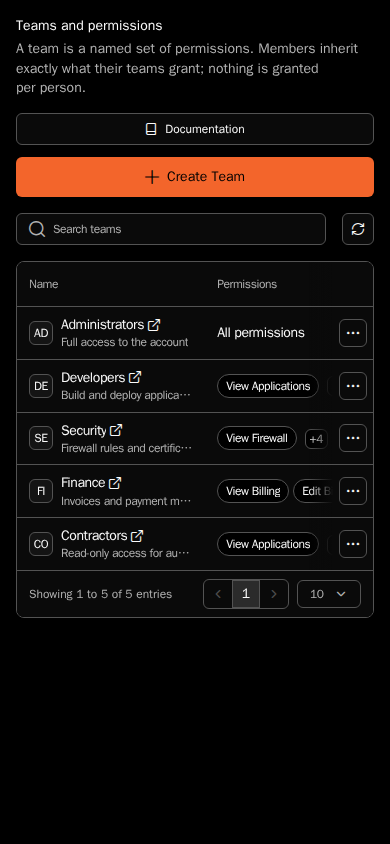 Teams and permissions
A team is a named set of permissions. Members inherit
exactly what their teams grant; nothing is granted
per person.
Documentation
Create Team
Search teams
Name Permissions
AD Administrators All permissions
Full access to the account
DE Developers View Applications
Build and deploy applica···
SE Security View Firewall +4
Firewall rules and certific···
FI Finance View Billing Edit
Invoices and payment m···
CO Contractors View Applications
Read-only access for au···
Showing 1 to 5 of 5 entries 1 10